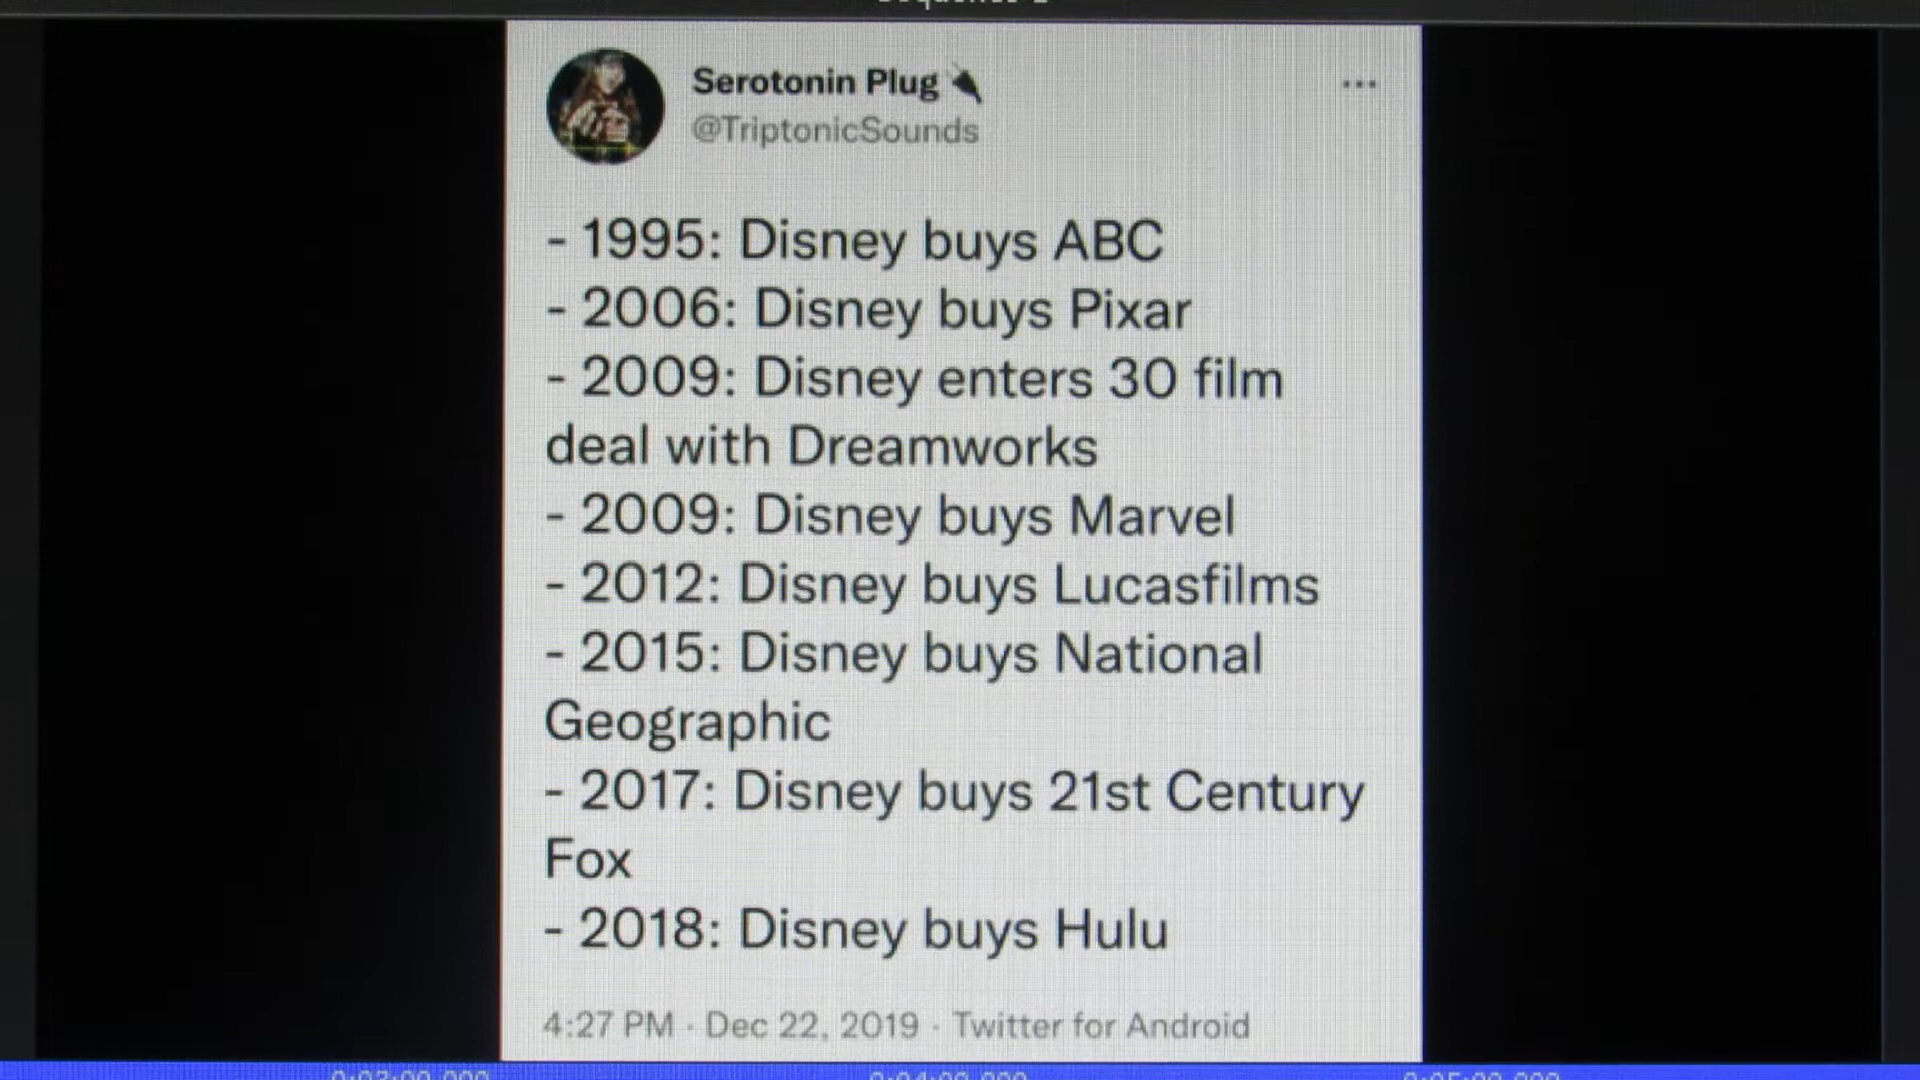 Serotonin Plug
@TriptonicSounds
- 1995: Disney buys ABC
- 2006: Disney buys Pixar
- 2009: Disney enters 30 film
deal with Dreamworks
- 2009: Disney buys Marvel
- 2012: Disney buys Lucasfilms
- 2015: Disney buys National
Geographic
- 2017: Disney buys 21st Century
Fox
- 2018: Disney buys Hulu
4:27 PM · Dec 22, 2019 · Twitter for Android